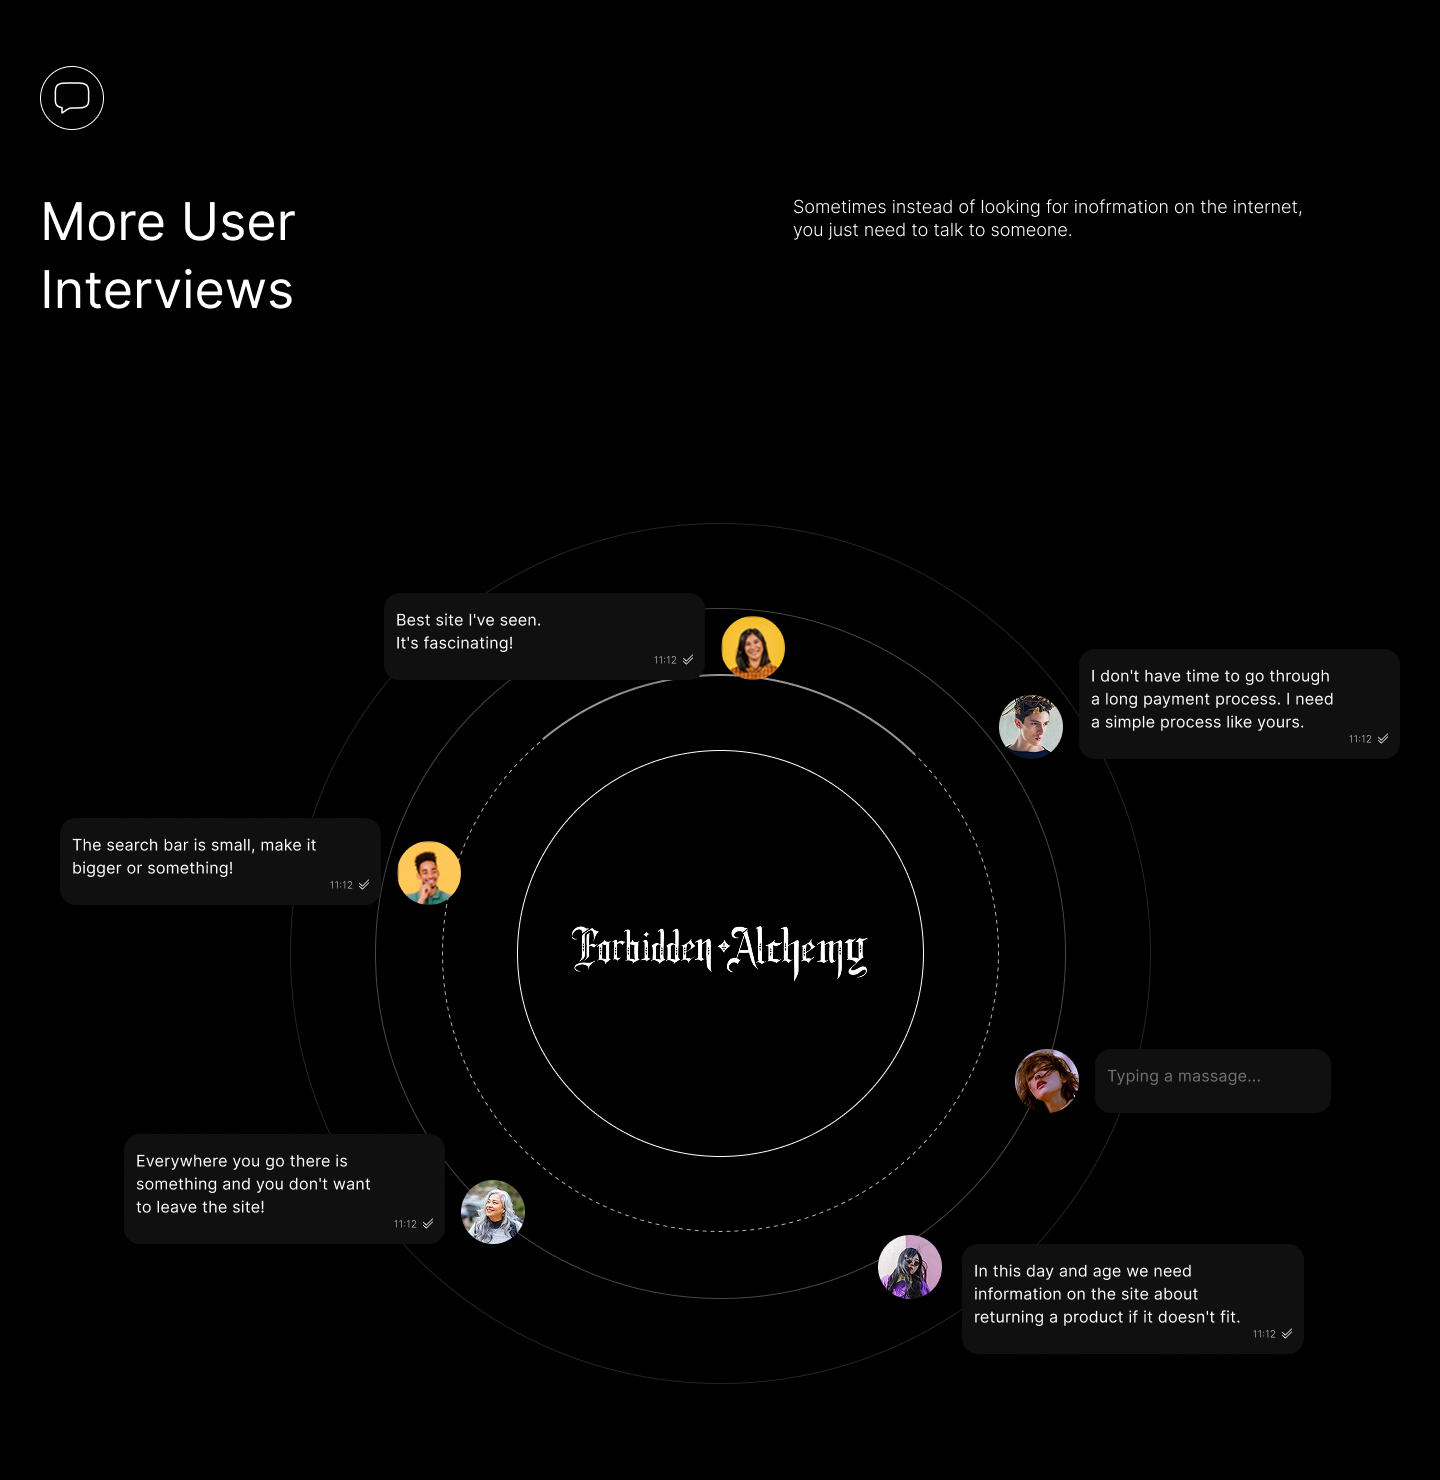 More User
Interviews
Sometimes instead of looking for inofrmation on the internet,
you just need to talk to someone.
Best site I've seen.
It's fascinating!
11:12
I don't have time to go through
a long payment process. I need
a simple process like yours.
11:12
The search bar is small, make it
bigger or something!
11:12
Forbidden Alchemy
Typing a massage...
Everywhere you go there is
something and you don't want
to leave the site!
11:12
In this day and age we need
information on the site about
returning a product if it doesn't fit.
11:12